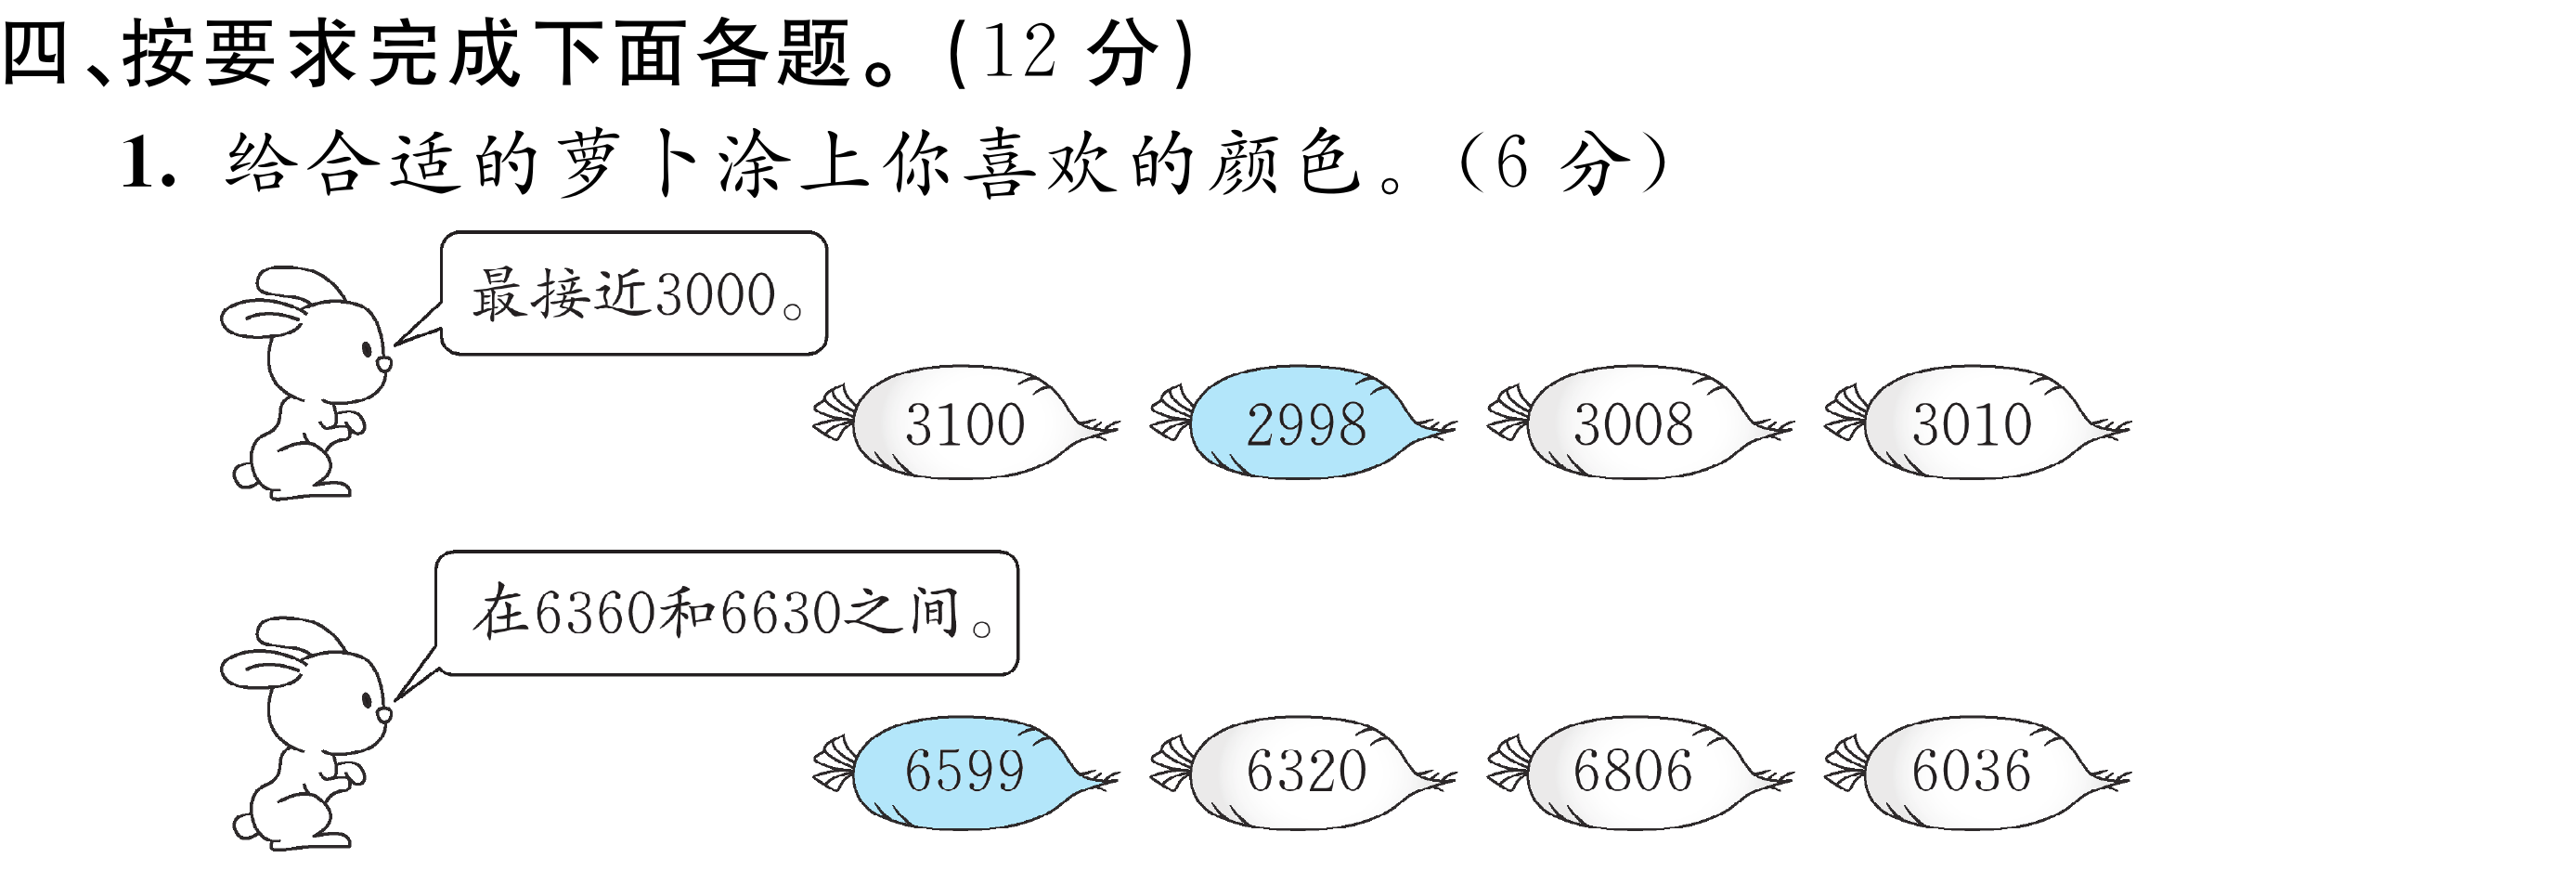 四、按要求完成下面各题。(12 分)
1. 给合适的萝卜涂上你喜欢的颜色。(6 分)
最接近3000。
3100 2998 3008 3010
在6360和6630之间。
6599 6320 6806 6036